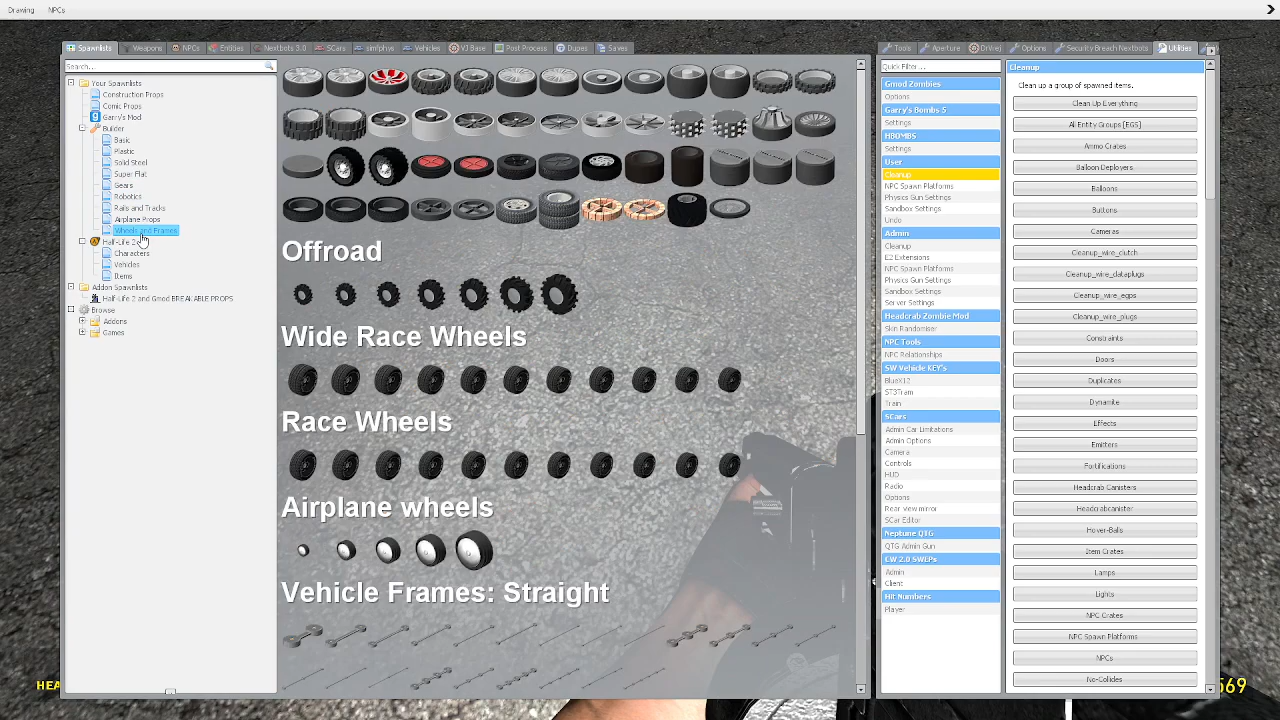 Drawing NPCs
Spawnlists Weapons NPCs Entities Nextbots 3.0 SCars simfphys Vehicles VJ Base Post Process Dupes Saves
Search...
Your Spawnlists
Construction Props
Comic Props
Garry's Mod
Builder
Basic
Plastic
Solid Steel
Super Flat
Gears
Robotics
Rails and Tracks
Airplane Props
Wheels and Frames
Half-Life 2
Characters
Vehicles
Items
Addon Spawnlists
Half-Life 2 and Gmod BREAKABLE PROPS
Browse
Addons
Games
Offroad
Wide Race Wheels
Race Wheels
Airplane wheels
Vehicle Frames: Straight
Tools Aperture DrVrej Options Security Breach Nextbots Utilities
Quick Filter...
Gmod Zombies
Options
Garry's Bombs 5
Settings
HBOMBS
Settings
User
Cleanup
NPC Spawn Platforms
Physics Gun Settings
Sandbox Settings
Undo
Admin
Cleanup
E2 Extensions
NPC Spawn Platforms
Physics Gun Settings
Sandbox Settings
Server Settings
Headcrab Zombie Mod
Skin Randomiser
NPC Tools
NPC Relationships
SW Vehicle KEY's
BlueX12
ST3Tram
Train
SCars
Admin Car Limitations
Admin Options
Camera
Controls
HUD
Radio
Options
Rear view mirror
SCar Editor
Neptune QTG
QTG Admin Gun
CW 2.0 SWEPs
Admin
Client
Hit Numbers
Player
Cleanup
Clean up a group of spawned items.
Clean Up Everything
All Entity Groups [EGS]
Ammo Crates
Balloon Deployers
Balloons
Buttons
Cameras
Cleanup_wire_clutch
Cleanup_wire_dataplugs
Cleanup_wire_egps
Cleanup_wire_plugs
Constraints
Doors
Duplicates
Dynamite
Effects
Emitters
Fortifications
Headcrab Canisters
Headcrabcanister
Hover-Balls
Item Crates
Lamps
Lights
NPC Crates
NPC Spawn Platforms
NPCs
No-Collides
HEA
569